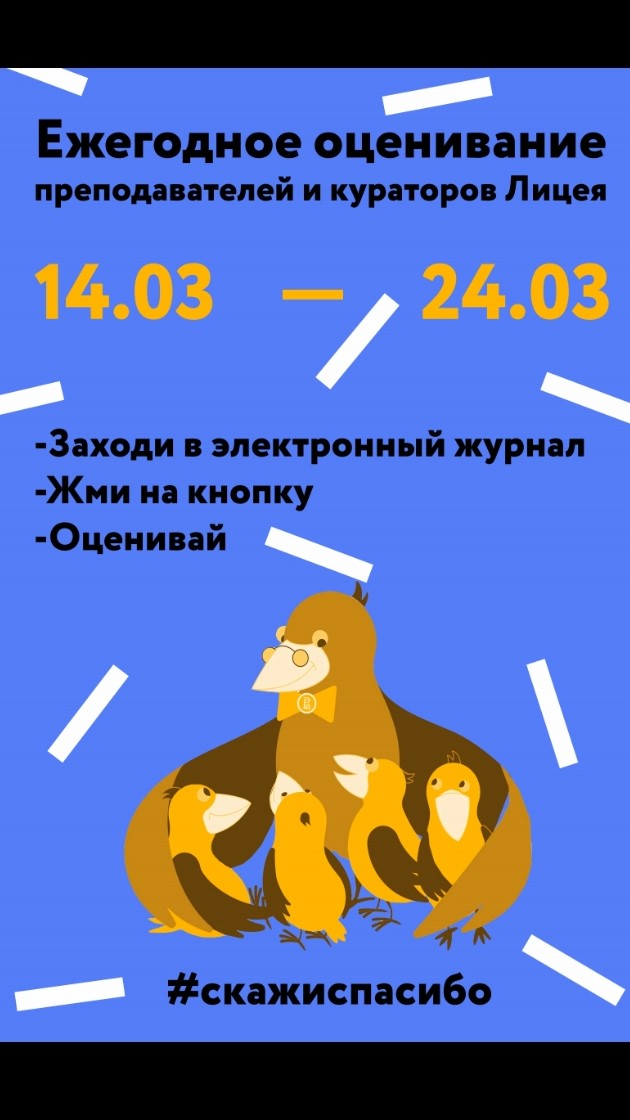 Ежегодное оценивание
преподавателей и кураторов Лицея
14.03 — 24.03
-Заходи в электронный журнал
-Жми на кнопку
-Оценивай
#скажиспасибо